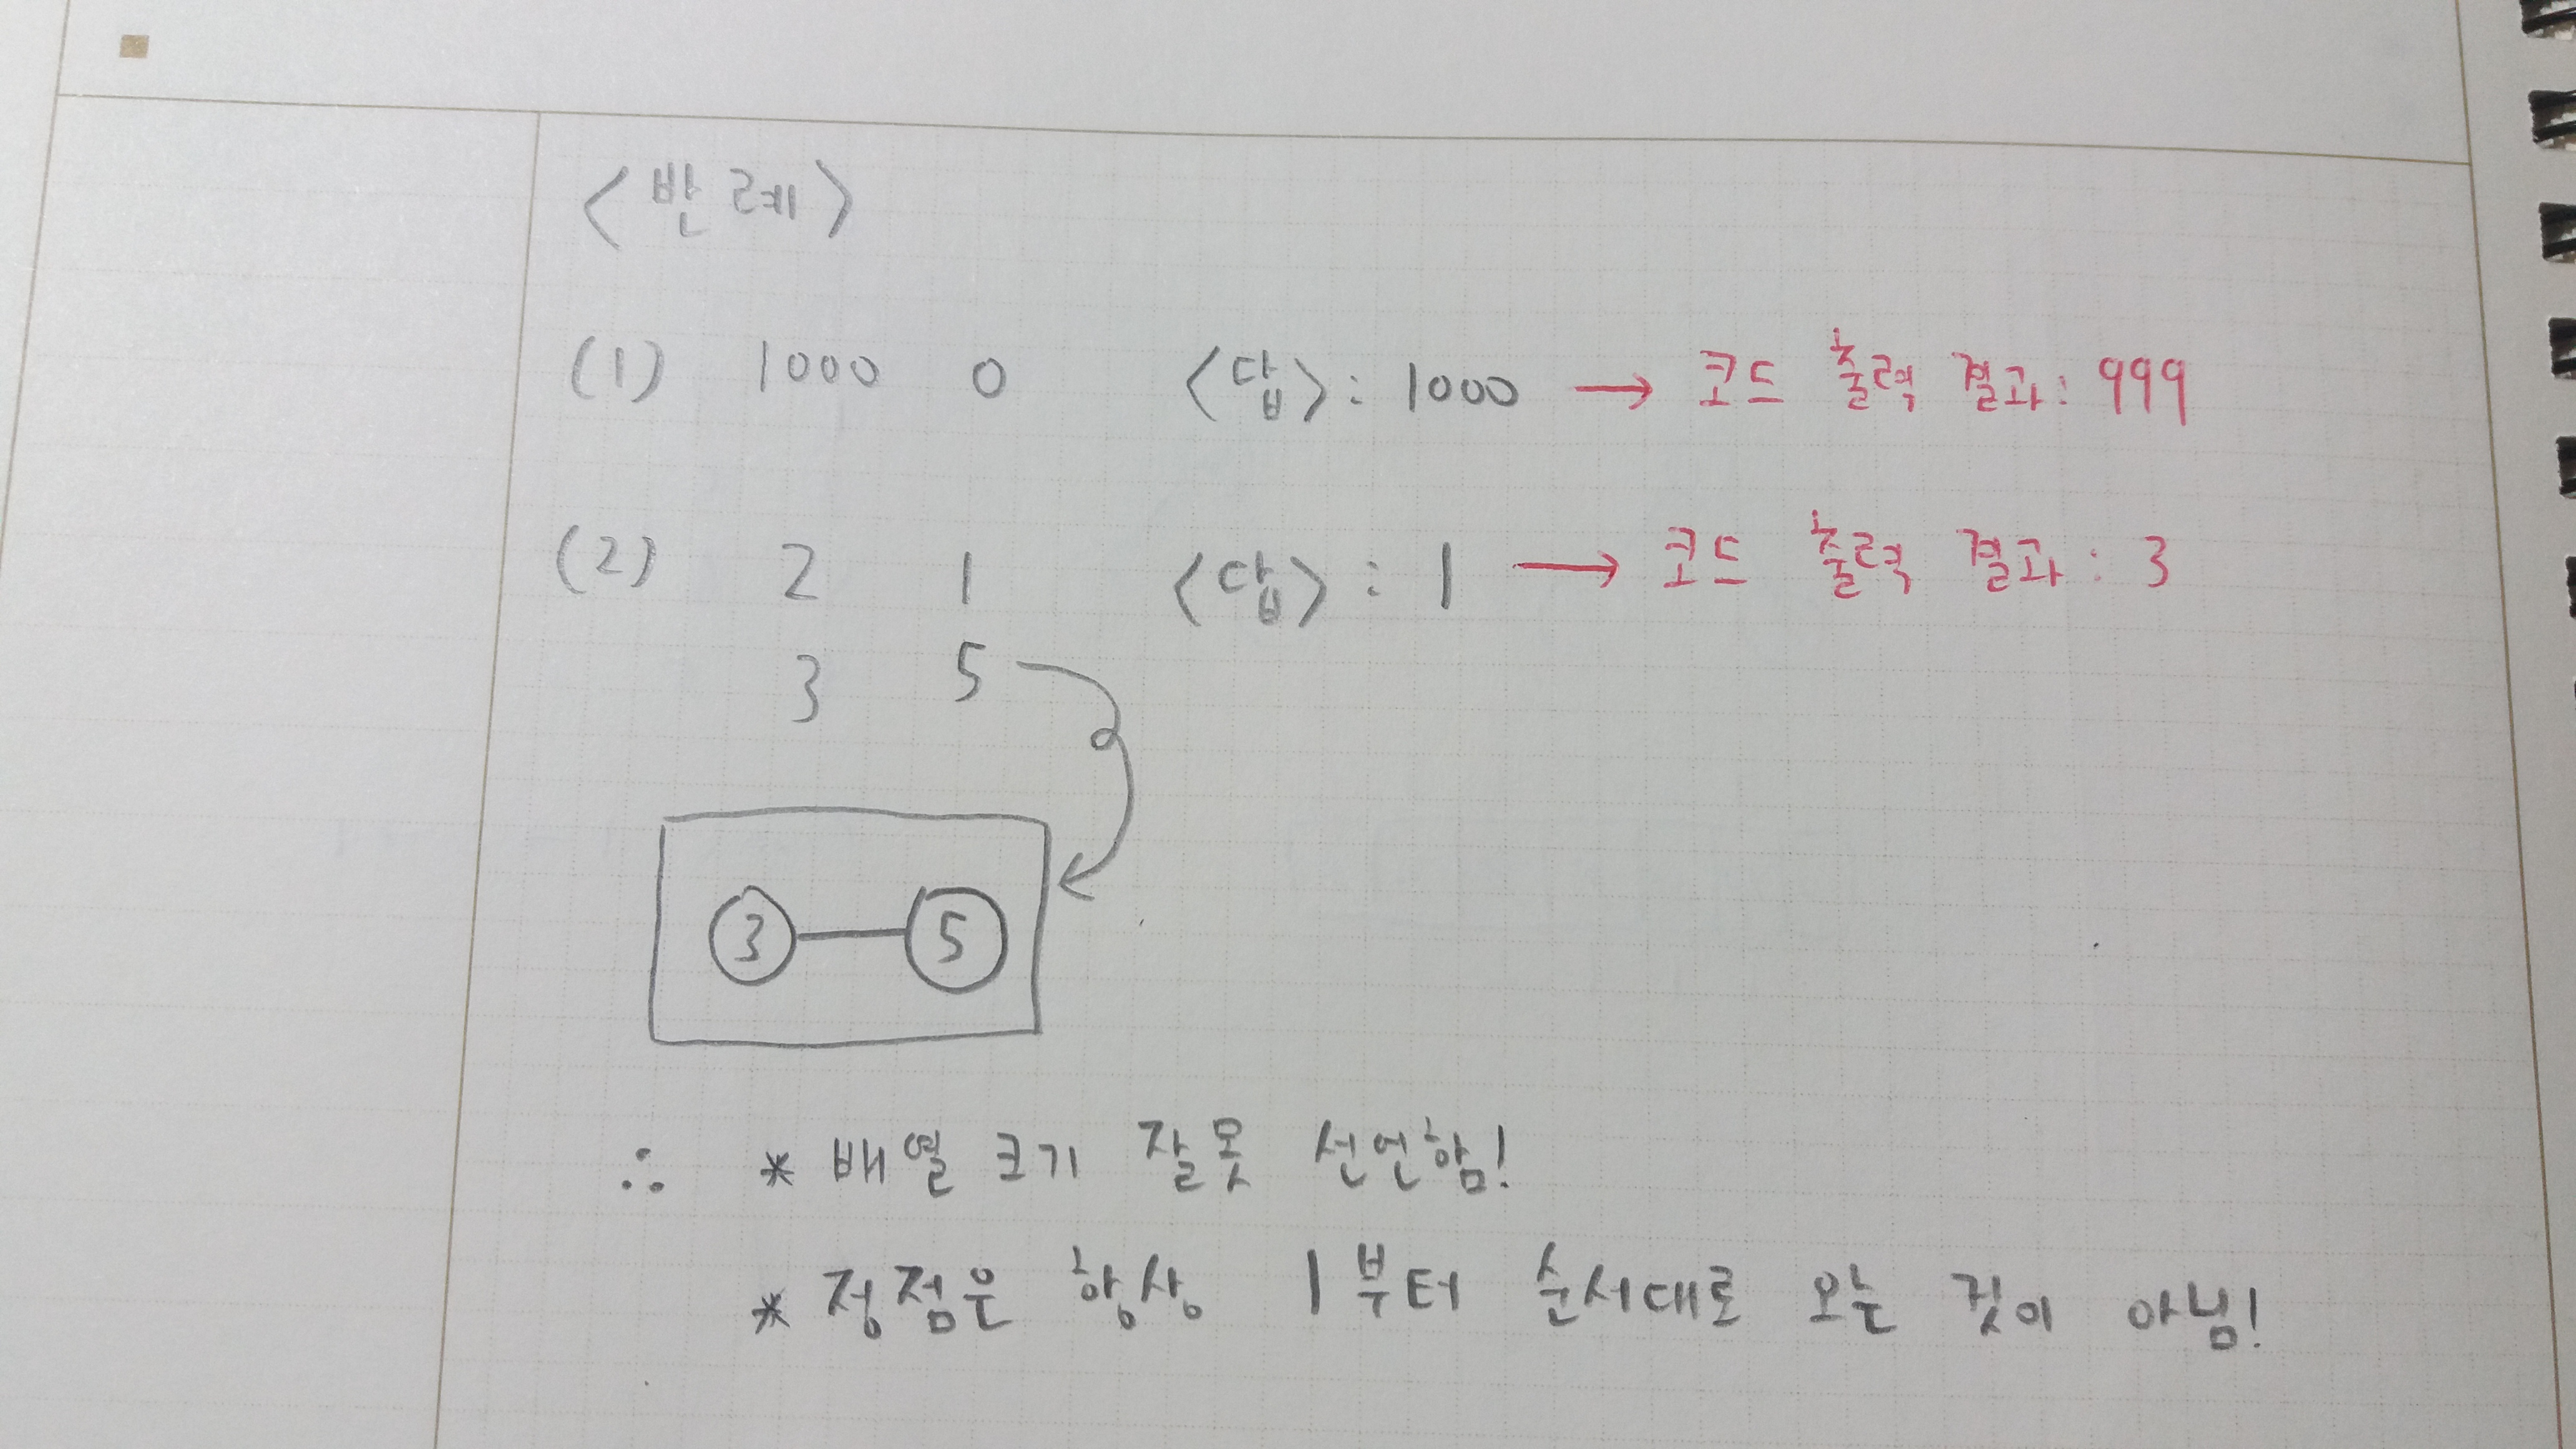 <반례>
(1) 1000 0 <답>: 1000 → 코드 출력 결과: 999
(2) 2 1 <답>: 1 → 코드 출력 결과: 3
3 5
3 5
∴ * 배열 크기 잘못 선언함!
* 정점은 항상 1부터 순서대로 오는 것이 아님!